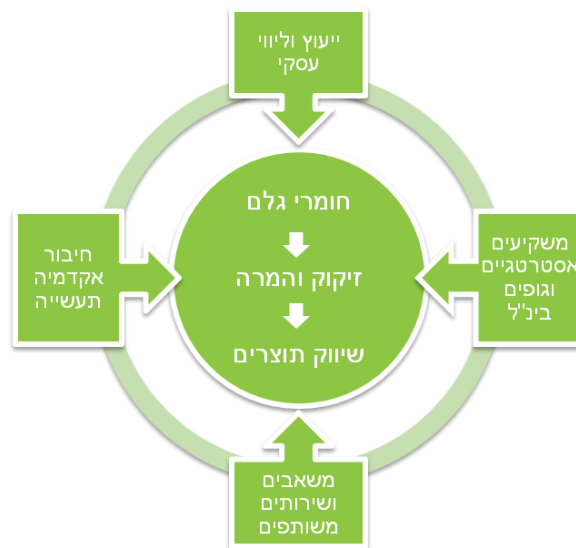 ייעוץ וליווי
עסקי
חומרי גלם
זיקוק והמרה
שיווק תוצרים
משקיעים
אסטרטגיים
וגופים
בינ"ל
חיבור
אקדמיה
תעשייה
משאבים
ושירותים
משותפים